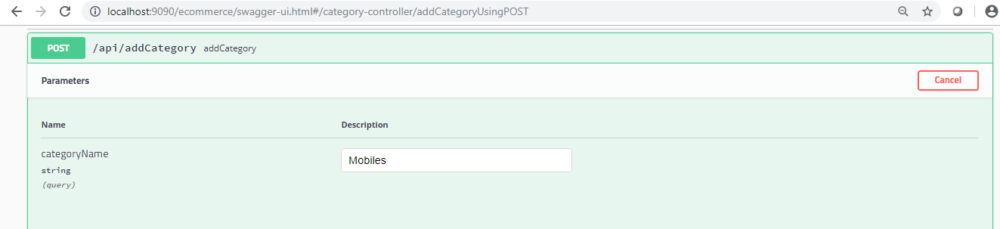 localhost:9090/ecommerce/swagger-ui.html#/category-controller/addCategoryUsingPOST
POST /api/addCategory addCategory
Parameters Cancel
Name Description
categoryName Mobiles
string
(query)